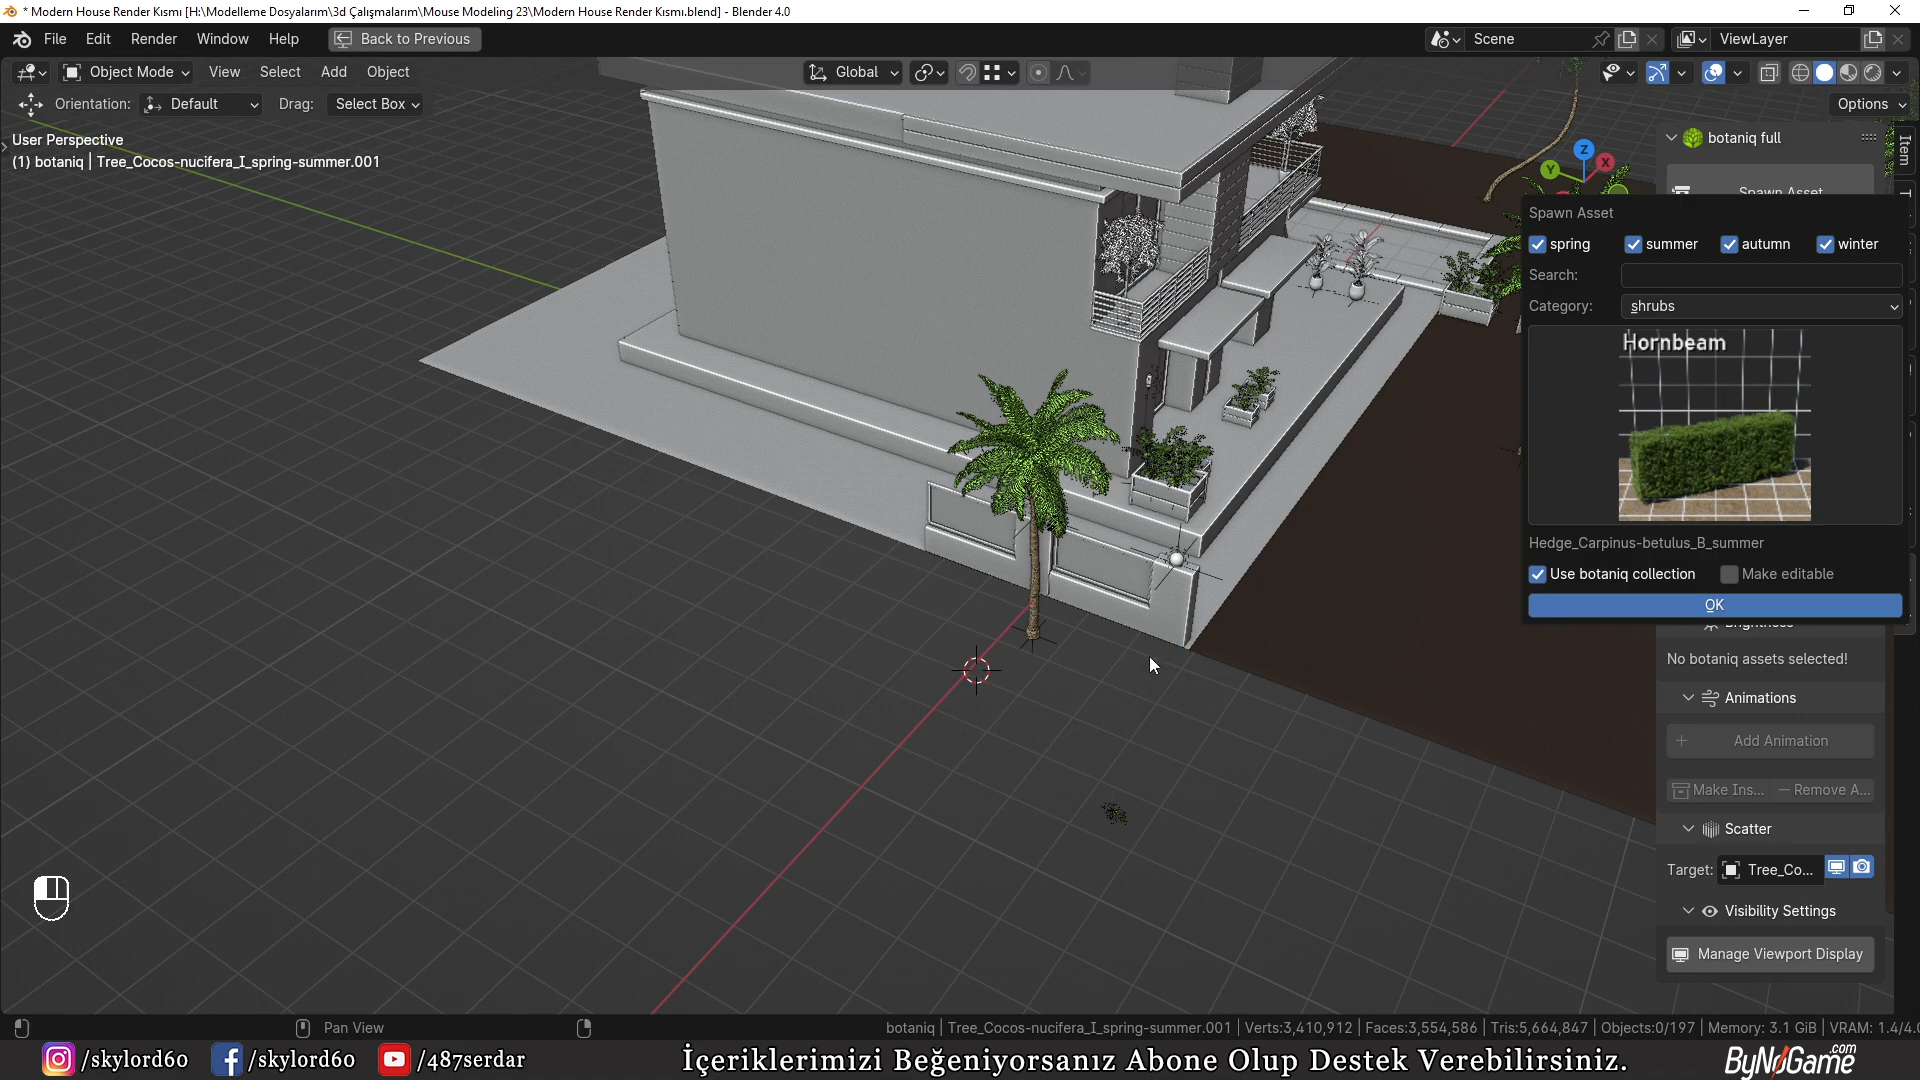 * Modern House Render Kısmı [H:\Modelleme Dosyalarım\3d Çalışmalarım\Mouse Modeling 23\Modern House Render Kısmı.blend] - Blender 4.0
File Edit Render Window Help Back to Previous Scene ViewLayer
Object Mode View Select Add Object Global
Orientation: Default Drag: Select Box Options
User Perspective
(1) botaniq | Tree_Cocos-nucifera_I_spring-summer.001
botaniq full
Item
Spawn Asset
Z
Y
X
Spawn Asset
spring summer autumn winter
Search:
Category: shrubs
Hornbeam
Hedge_Carpinus-betulus_B_summer
Use botaniq collection Make editable
OK
Brightness
No botaniq assets selected!
Animations
Add Animation
Make Ins... Remove A...
Scatter
Target: Tree_Co...
Visibility Settings
Manage Viewport Display
Pan View
botaniq | Tree_Cocos-nucifera_I_spring-summer.001 | Verts:3,410,912 | Faces:3,554,586 | Tris:5,664,847 | Objects:0/197 | Memory: 3.1 GiB | VRAM: 1.4/4.0
/skylord60 /skylord60 /487serdar İçeriklerimizi Beğeniyorsanız Abone Olup Destek Verebilirsiniz. ByNoGame.com